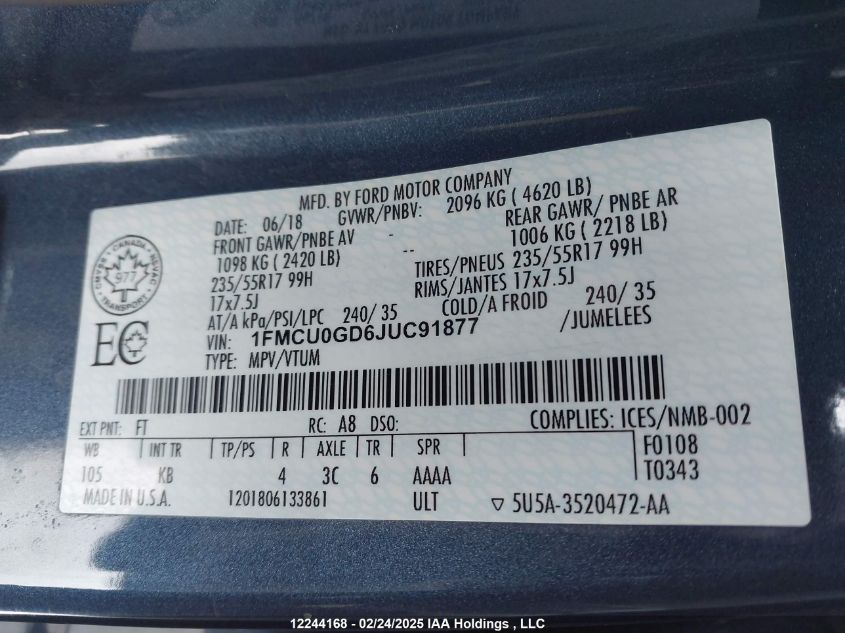 MFD. BY FORD MOTOR COMPANY
DATE: 06/18 GVWR/PNBV: 2096 KG ( 4620 LB)
FRONT GAWR/PNBE AV - REAR GAWR/ PNBE AR
1098 KG ( 2420 LB) -- 1006 KG ( 2218 LB)
235/55R17 99H TIRES/PNEUS 235/55R17 99H
17x7.5J RIMS/JANTES 17x7.5J
AT/A kPa/PSI/LPC 240/ 35 COLD/A FROID 240/ 35
VIN: 1FMCU0GD6JUC91877 /JUMELEES
TYPE: MPV/VTUM
CANADA
CMVSS NSVAC
977
TRANSPORT
EC
EXT PNT: FT RC: A8 DSO: COMPLIES: ICES/NMB-002
WB INT TR TP/PS R AXLE TR SPR F0108
105 KB 4 3C 6 AAAA T0343
MADE IN U.S.A. 1201806133861 ULT ▽ 5U5A-3520472-AA
12244168 - 02/24/2025 IAA Holdings , LLC